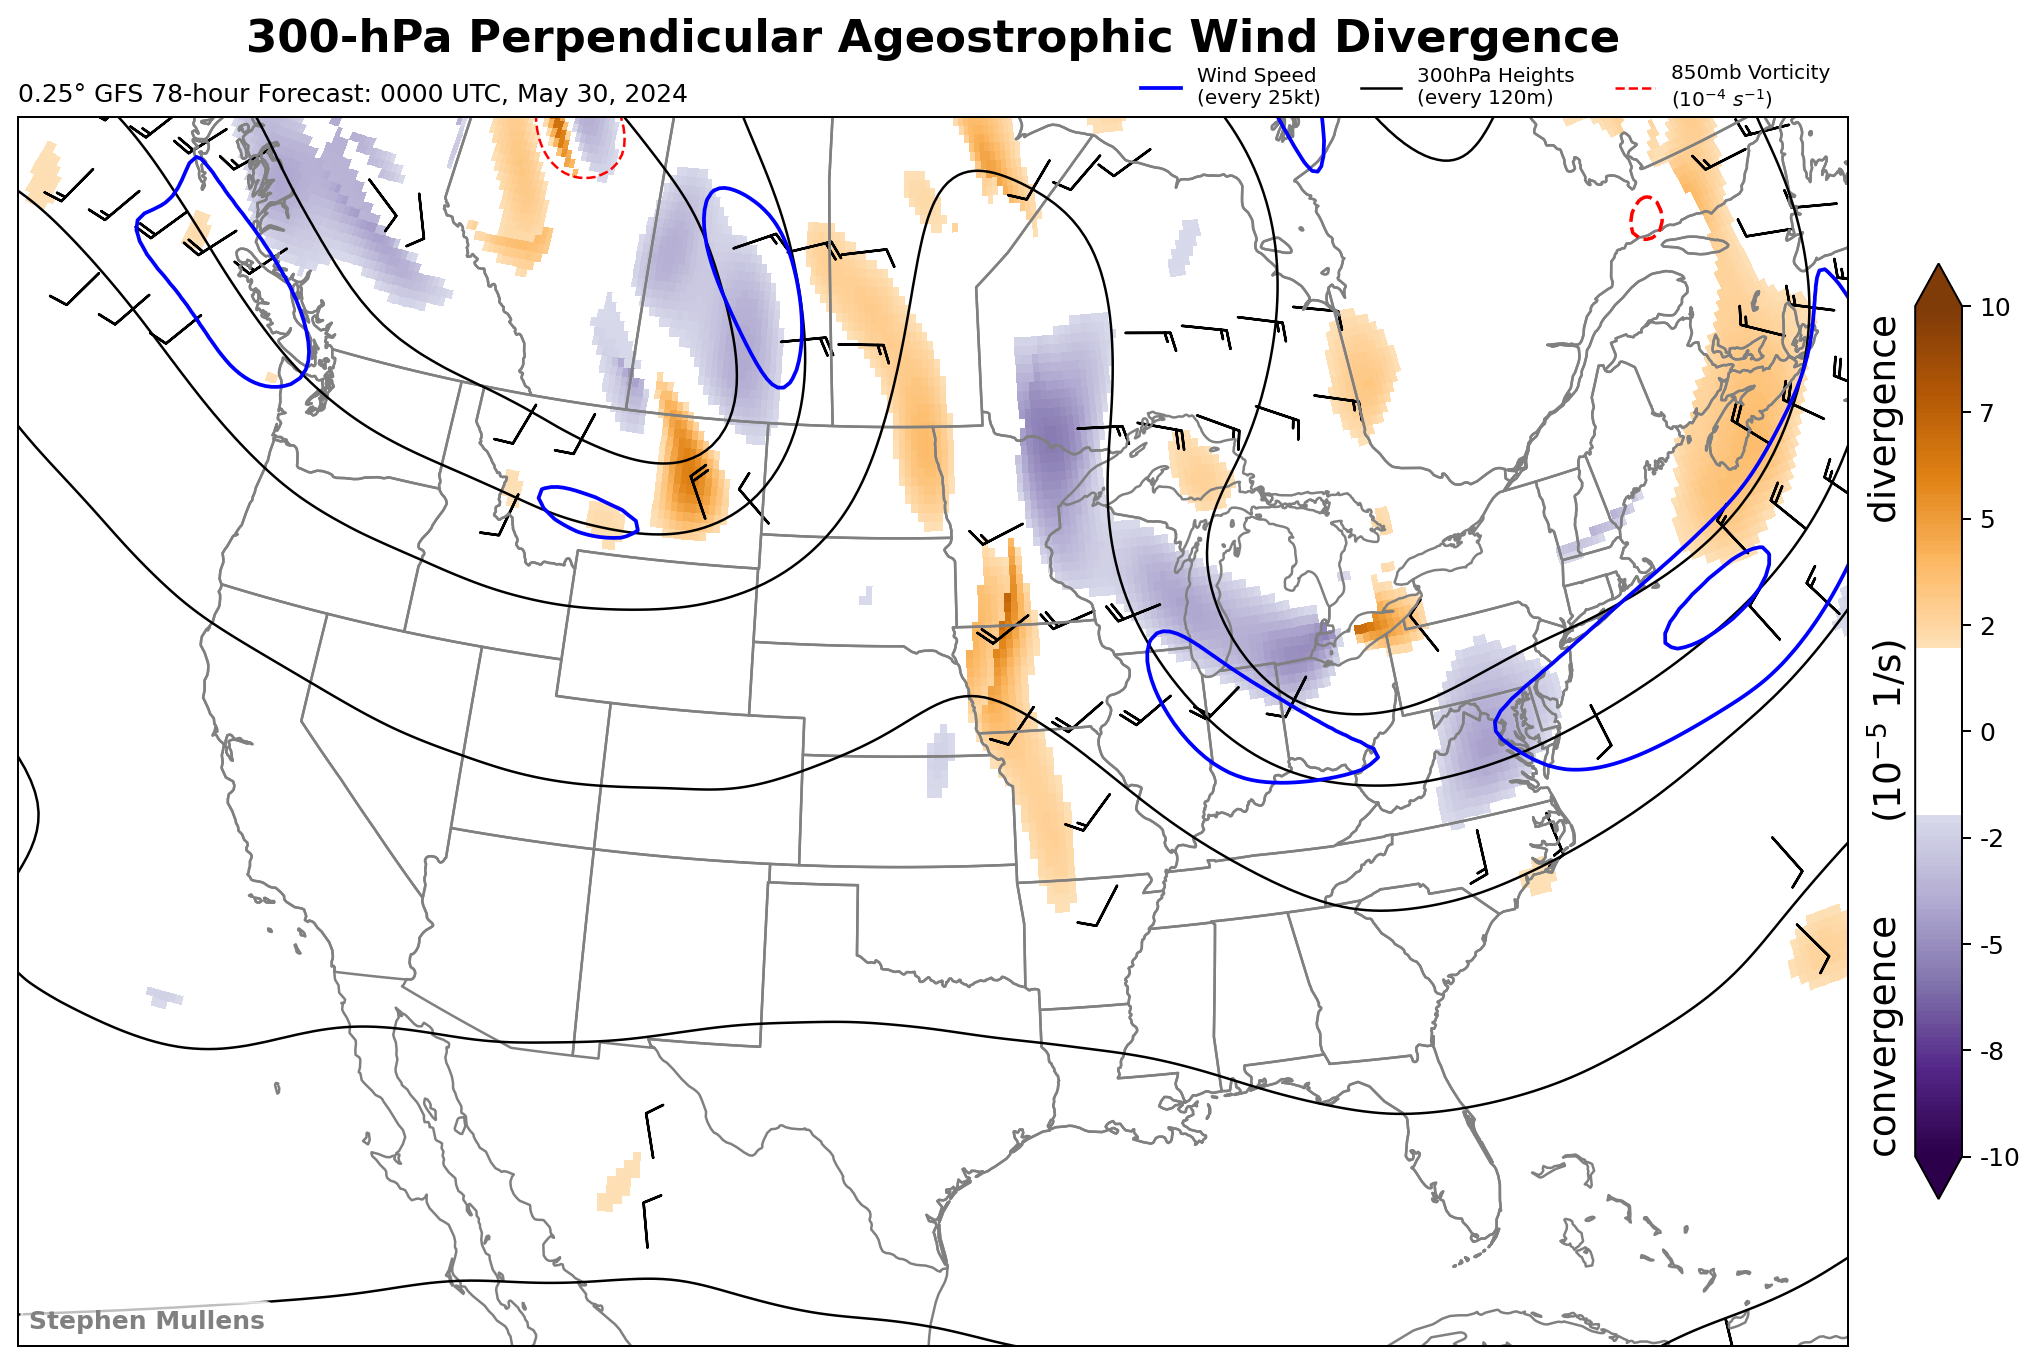 300-hPa Perpendicular Ageostrophic Wind Divergence
0.25° GFS 78-hour Forecast: 0000 UTC, May 30, 2024
Wind Speed
(every 25kt)
300hPa Heights
(every 120m)
850mb Vorticity
(10⁻⁴ s⁻¹)
convergence (10⁻⁵ 1/s) divergence
10
7
5
2
0
-2
-5
-8
-10
Stephen Mullens